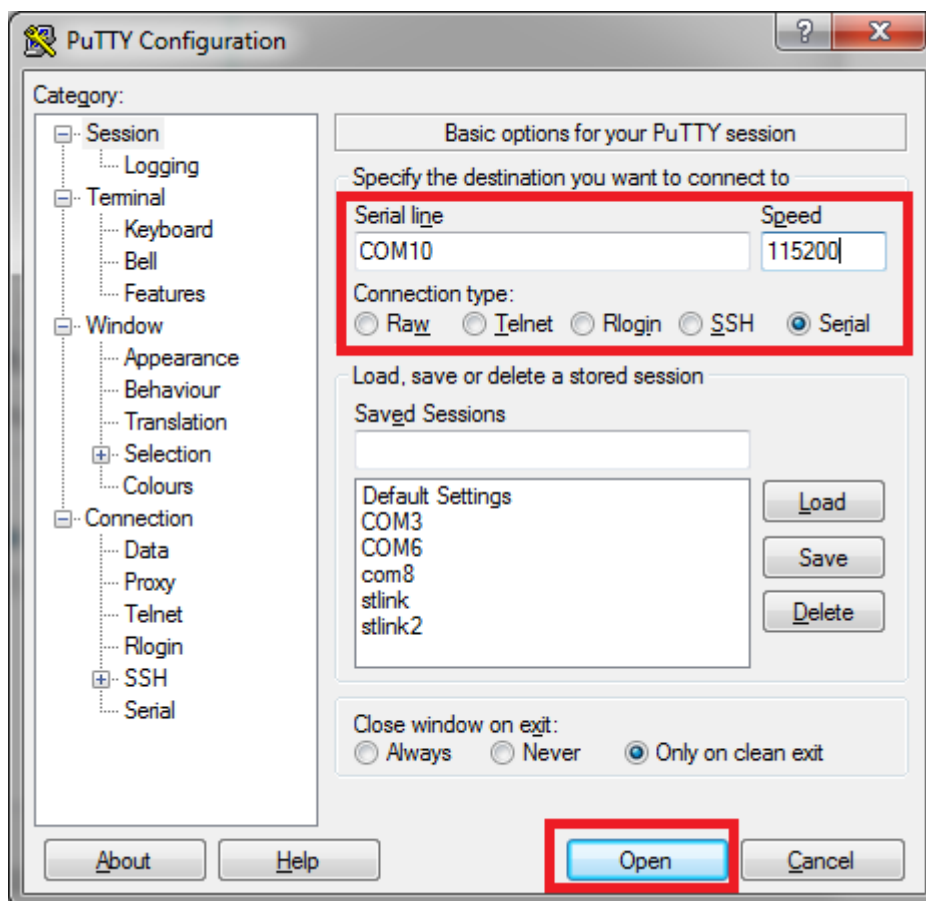 PuTTY Configuration
Category:
Session
Logging
Terminal
Keyboard
Bell
Features
Window
Appearance
Behaviour
Translation
Selection
Colours
Connection
Data
Proxy
Telnet
Rlogin
SSH
Serial
Basic options for your PuTTY session
Specify the destination you want to connect to
Serial line Speed
COM10 115200
Connection type:
Raw Telnet Rlogin SSH Serial
Load, save or delete a stored session
Saved Sessions
Default Settings
COM3
COM6
com8
stlink
stlink2
Load
Save
Delete
Close window on exit:
Always Never Only on clean exit
About Help Open Cancel